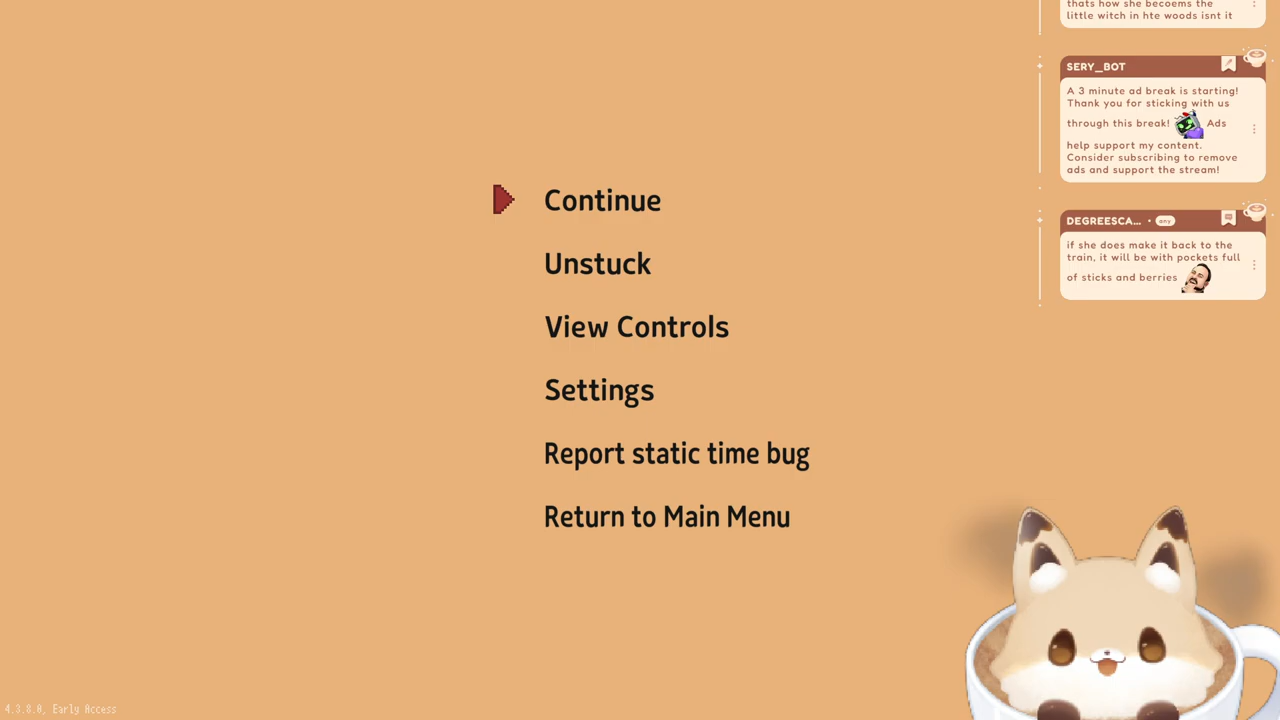 thats how she becoems the
little witch in hte woods isnt it
SERY_BOT
A 3 minute ad break is starting!
Thank you for sticking with us
through this break! Ads
help support my content.
Consider subscribing to remove
ads and support the stream!
DEGREESCA... • any
if she does make it back to the
train, it will be with pockets full
of sticks and berries
Continue
Unstuck
View Controls
Settings
Report static time bug
Return to Main Menu
4.3.8.0, Early Access